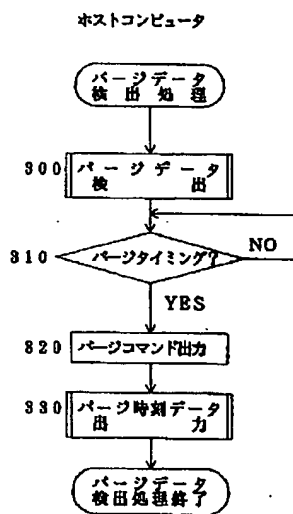 ホストコンピュータ
パージデータ
検出処理
300
パージデータ
検出
310
パージタイミング?
NO
YES
320
パージコマンド出力
330
パージ時刻データ
出力
パージデータ
検出処理終了